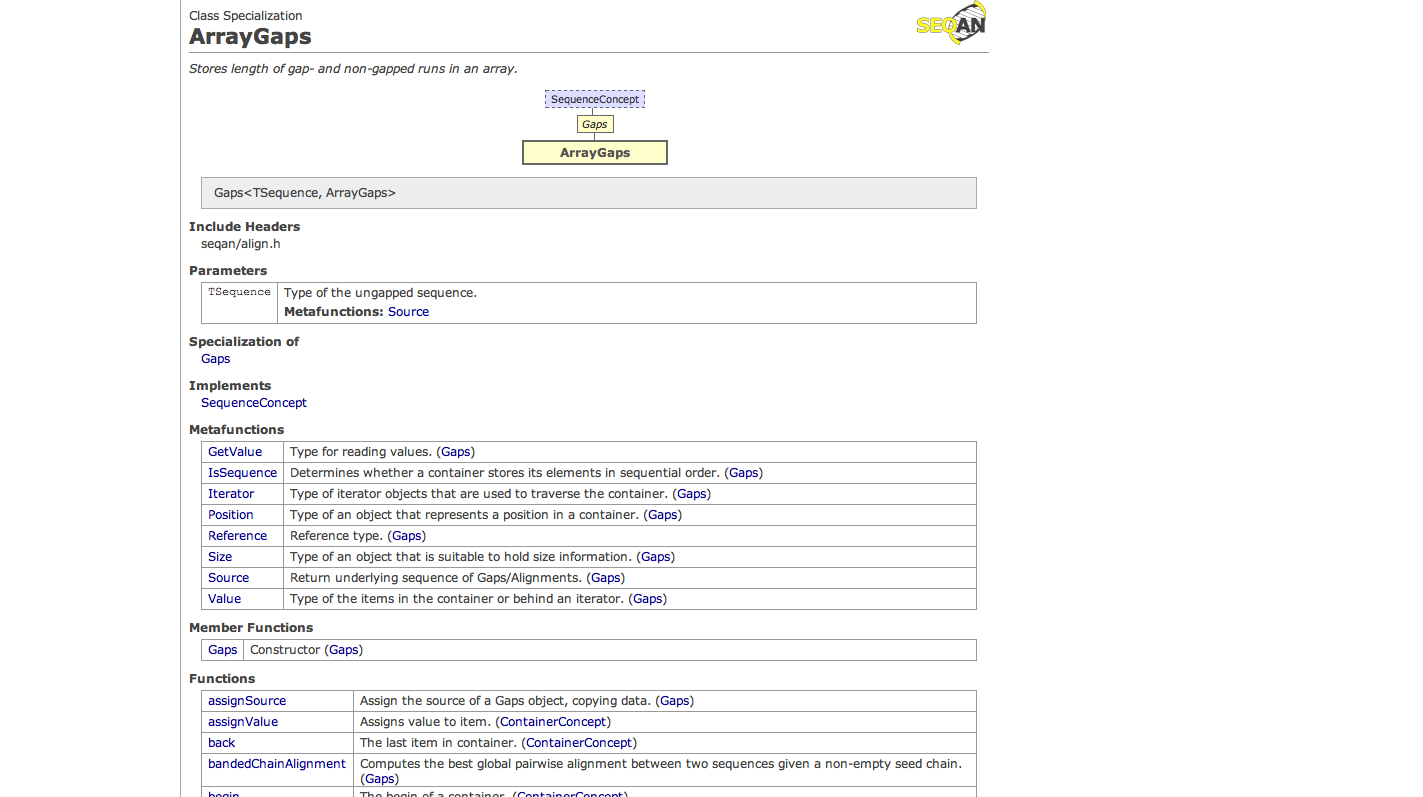 Class Specialization
ArrayGaps
SEQAN
Stores length of gap- and non-gapped runs in an array.
SequenceConcept
Gaps
ArrayGaps
Gaps<TSequence, ArrayGaps>
Include Headers
seqan/align.h
Parameters
TSequence Type of the ungapped sequence.
Metafunctions: Source
Specialization of
Gaps
Implements
SequenceConcept
Metafunctions
GetValue Type for reading values. (Gaps)
IsSequence Determines whether a container stores its elements in sequential order. (Gaps)
Iterator Type of iterator objects that are used to traverse the container. (Gaps)
Position Type of an object that represents a position in a container. (Gaps)
Reference Reference type. (Gaps)
Size Type of an object that is suitable to hold size information. (Gaps)
Source Return underlying sequence of Gaps/Alignments. (Gaps)
Value Type of the items in the container or behind an iterator. (Gaps)
Member Functions
Gaps Constructor (Gaps)
Functions
assignSource Assign the source of a Gaps object, copying data. (Gaps)
assignValue Assigns value to item. (ContainerConcept)
back The last item in container. (ContainerConcept)
bandedChainAlignment Computes the best global pairwise alignment between two sequences given a non-empty seed chain.
(Gaps)
begin The begin of a container. (ContainerConcept)